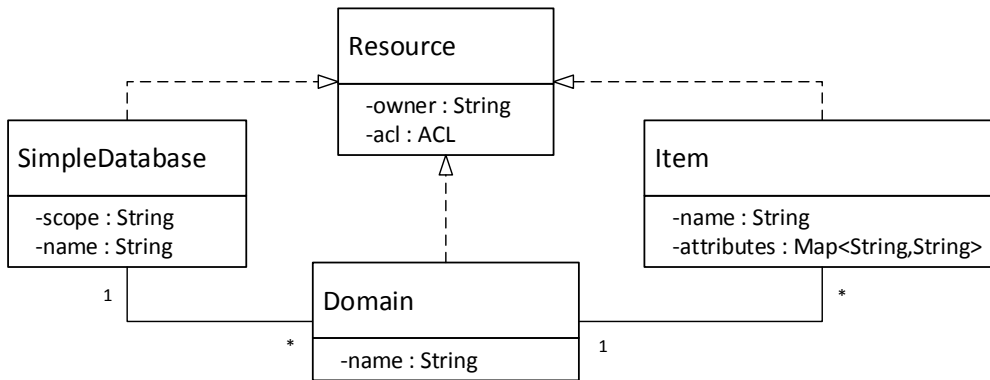 Resource
-owner : String
-acl : ACL
SimpleDatabase
-scope : String
-name : String
Item
-name : String
-attributes : Map<String,String>
1
*
Domain
-name : String
1
*